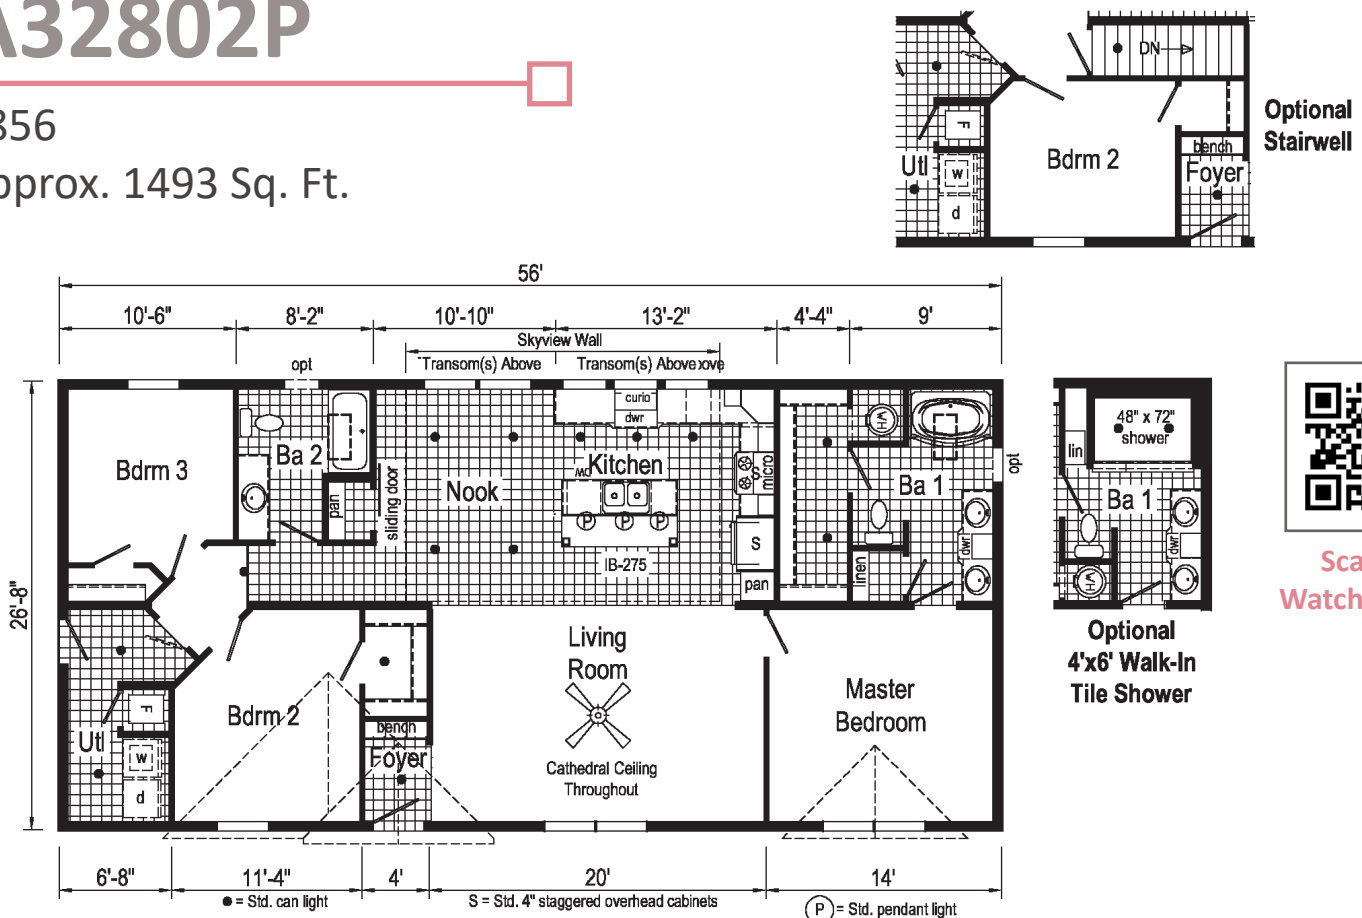 A32802P
856
pprox. 1493 Sq. Ft.
DN
F
Utl
w
d
Bdrm 2
bench
Foyer
Optional
Stairwell
56'
10'-6"
8'-2"
10'-10"
13'-2"
4'-4"
9'
Skyview Wall
opt
Transom(s) Above
Transom(s) Above
ove
26'-8"
Bdrm 3
Ba 2
pan
sliding door
Nook
curio
dwr
Kitchen
DW
P P P
IB-275
S
micro
S
pan
WH
Ba 1
linen
dwr
opt
48" x 72"
shower
lin
Ba 1
dwr
WH
Optional
4'x6' Walk-In
Tile Shower
Sca
Watch
Utl
F
w
d
Bdrm 2
bench
Foyer
Living
Room
Cathedral Ceiling
Throughout
Master
Bedroom
6'-8"
11'-4"
4'
20'
14'
● = Std. can light
S = Std. 4" staggered overhead cabinets
P = Std. pendant light